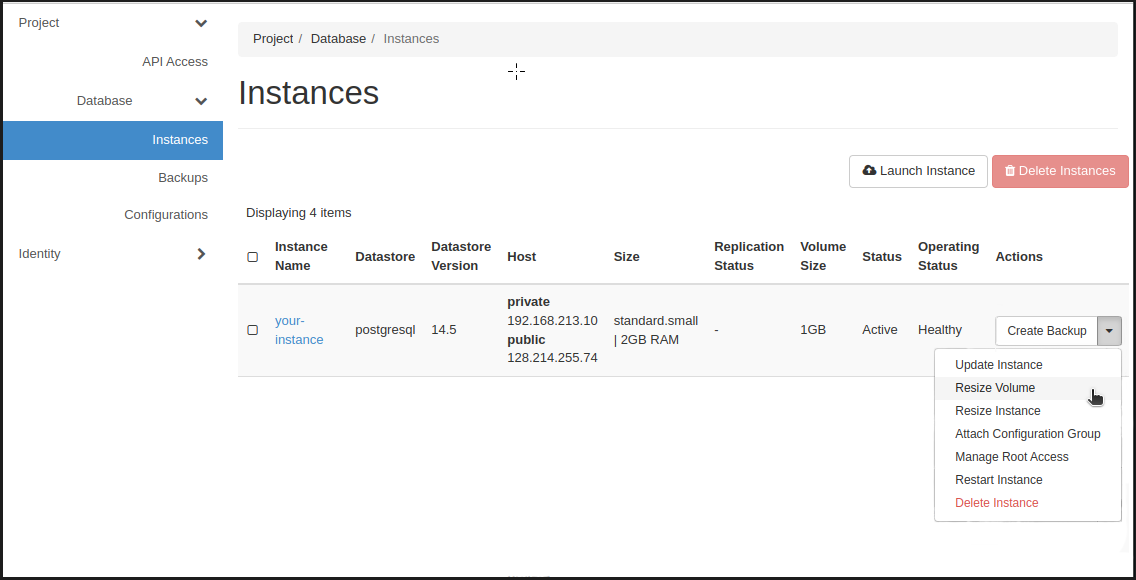 Project
API Access
Database
Instances
Backups
Configurations
Identity
Project / Database / Instances
Instances
Launch Instance
Delete Instances
Displaying 4 items
Instance Name Datastore Datastore Version Host Size Replication Status Volume Size Status Operating Status Actions
your-instance postgresql 14.5 private 192.168.213.10 public 128.214.255.74 standard.small | 2GB RAM - 1GB Active Healthy Create Backup
Update Instance
Resize Volume
Resize Instance
Attach Configuration Group
Manage Root Access
Restart Instance
Delete Instance